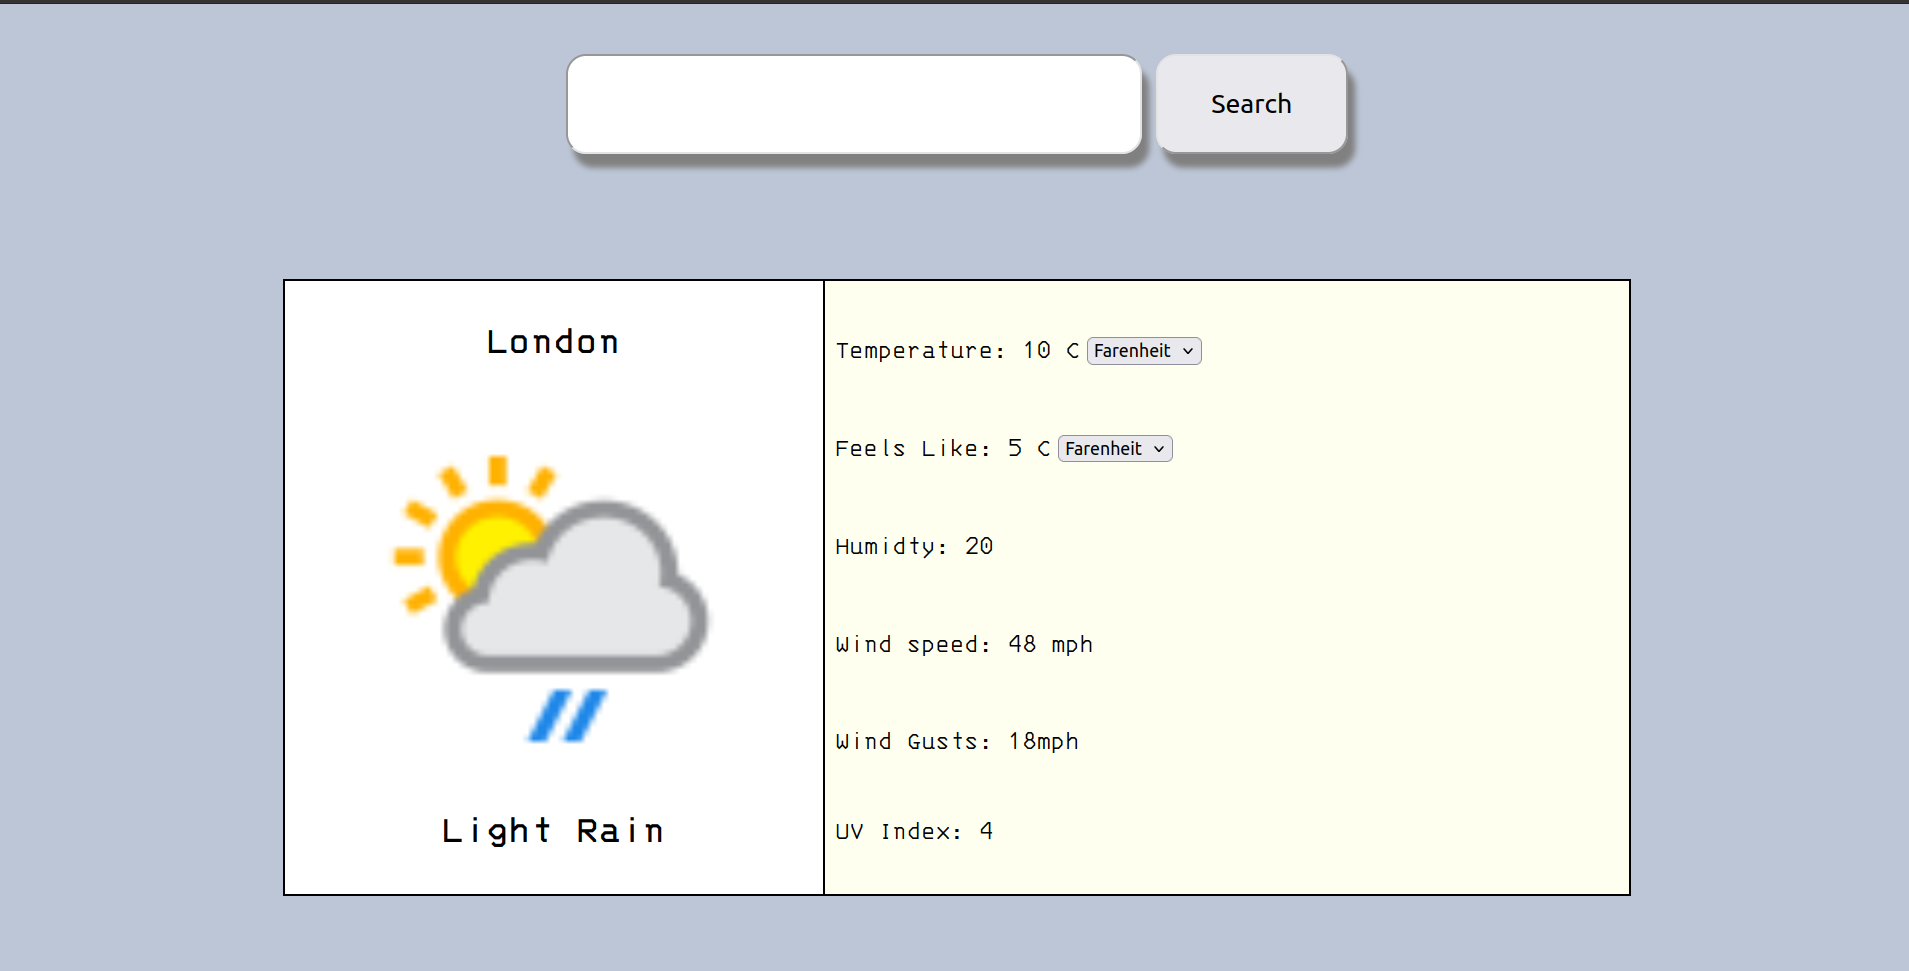 Search
London
Light Rain
Temperature: 10 C Farenheit
Feels Like: 5 C Farenheit
Humidty: 20
Wind speed: 48 mph
Wind Gusts: 18mph
UV Index: 4